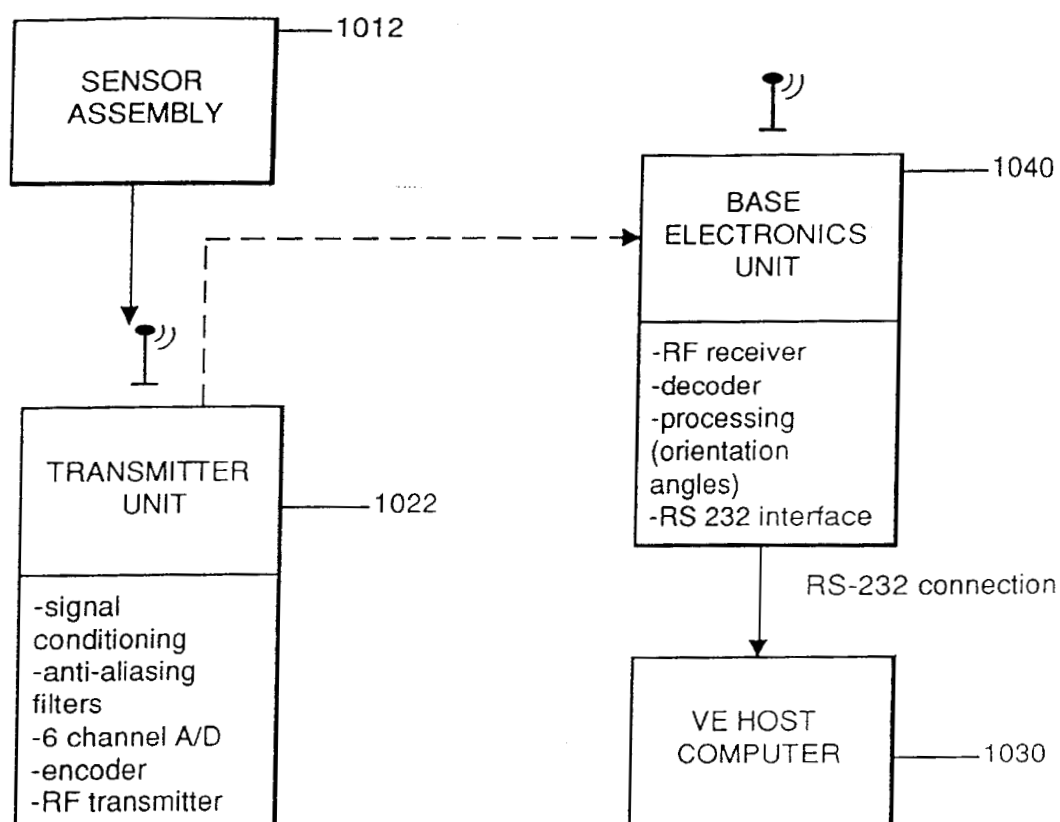 1012
SENSOR
ASSEMBLY
1040
BASE
ELECTRONICS
UNIT
-RF receiver
-decoder
-processing
(orientation
angles)
-RS 232 interface
TRANSMITTER
UNIT
1022
-signal
conditioning
-anti-aliasing
filters
-6 channel A/D
-encoder
-RF transmitter
RS-232 connection
VE HOST
COMPUTER
1030